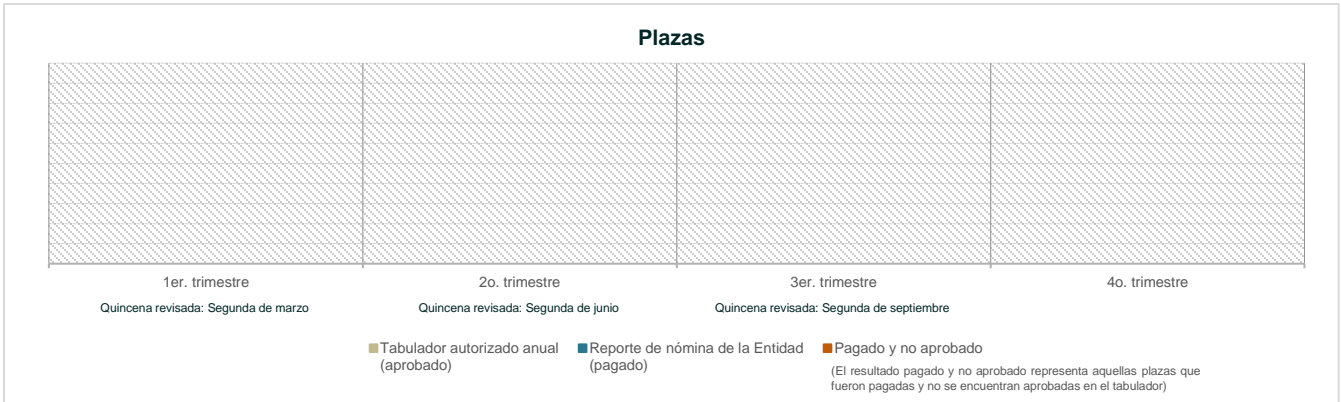 Plazas
1er. trimestre
2o. trimestre
3er. trimestre
4o. trimestre
Quincena revisada: Segunda de marzo
Quincena revisada: Segunda de junio
Quincena revisada: Segunda de septiembre
Tabulador autorizado anual
(aprobado)
Reporte de nómina de la Entidad
(pagado)
Pagado y no aprobado
(El resultado pagado y no aprobado representa aquellas plazas que
fueron pagadas y no se encuentran aprobadas en el tabulador)